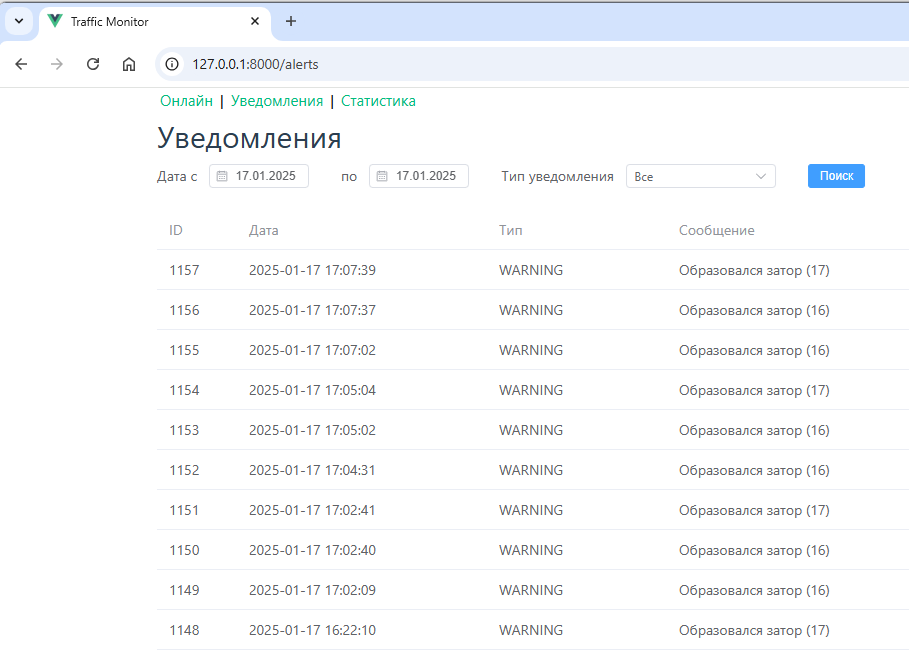 Traffic Monitor
127.0.0.1:8000/alerts
Онлайн | Уведомления | Статистика
Уведомления
Дата с 17.01.2025 по 17.01.2025 Тип уведомления Все Поиск
ID Дата Тип Сообщение
1157 2025-01-17 17:07:39 WARNING Образовался затор (17)
1156 2025-01-17 17:07:37 WARNING Образовался затор (16)
1155 2025-01-17 17:07:02 WARNING Образовался затор (16)
1154 2025-01-17 17:05:04 WARNING Образовался затор (17)
1153 2025-01-17 17:05:02 WARNING Образовался затор (16)
1152 2025-01-17 17:04:31 WARNING Образовался затор (16)
1151 2025-01-17 17:02:41 WARNING Образовался затор (17)
1150 2025-01-17 17:02:40 WARNING Образовался затор (16)
1149 2025-01-17 17:02:09 WARNING Образовался затор (16)
1148 2025-01-17 16:22:10 WARNING Образовался затор (17)